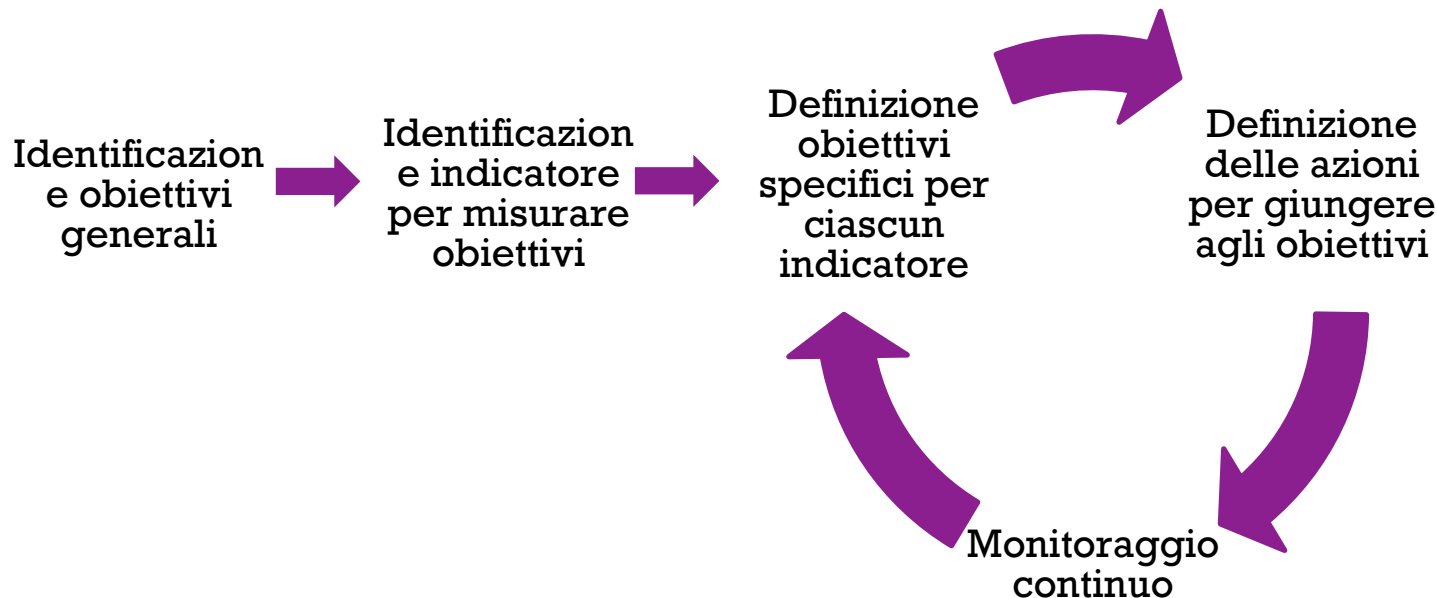 Identificazion
e obiettivi
generali
Identificazion
e indicatore
per misurare
obiettivi
Definizione
obiettivi
specifici per
ciascun
indicatore
Definizione
delle azioni
per giungere
agli obiettivi
Monitoraggio
continuo